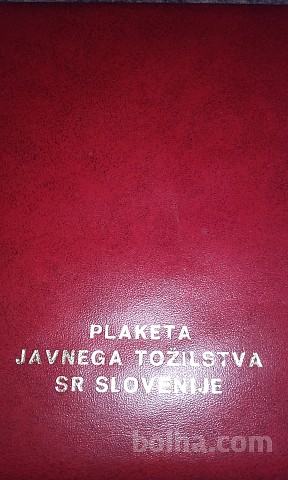 PLAKETA
JAVNEGA TOŽILSTVA
SR SLOVENIJE
bolha.com